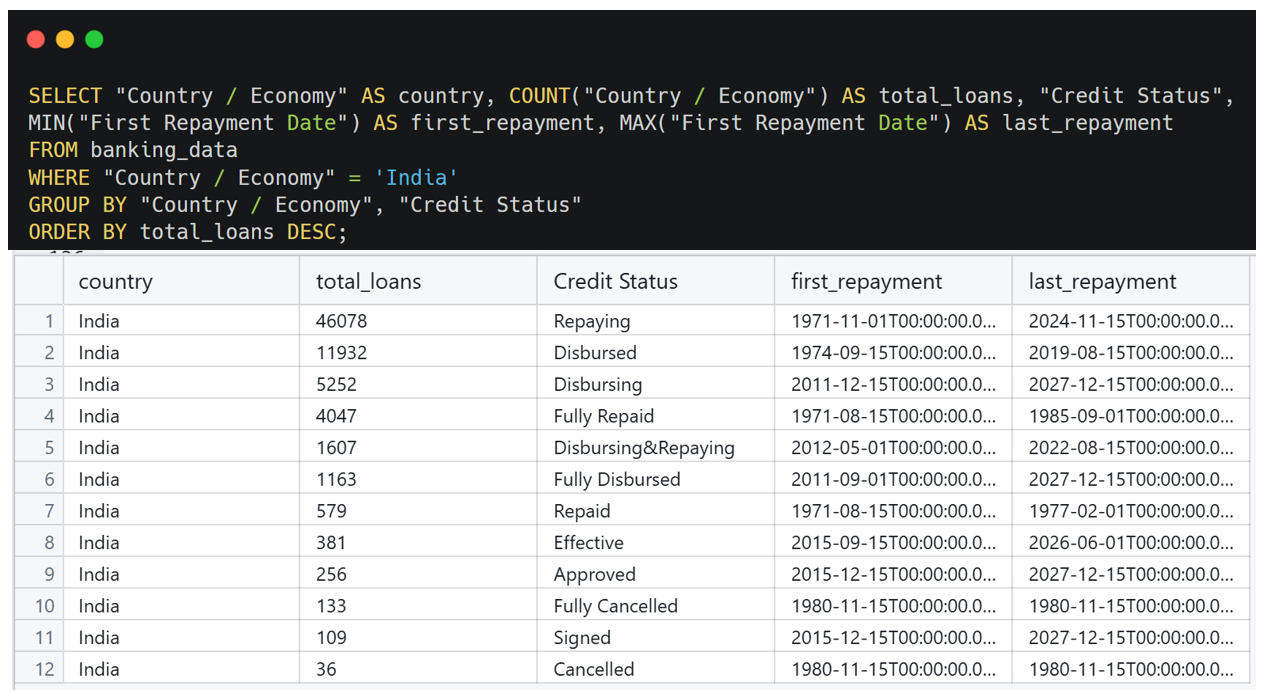 SELECT "Country / Economy" AS country, COUNT("Country / Economy") AS total_loans, "Credit Status",
MIN("First Repayment Date") AS first_repayment, MAX("First Repayment Date") AS last_repayment
FROM banking_data
WHERE "Country / Economy" = 'India'
GROUP BY "Country / Economy", "Credit Status"
ORDER BY total_loans DESC;
country total_loans Credit Status first_repayment last_repayment
1 India 46078 Repaying 1971-11-01T00:00:00.0... 2024-11-15T00:00:00.0...
2 India 11932 Disbursed 1974-09-15T00:00:00.0... 2019-08-15T00:00:00.0...
3 India 5252 Disbursing 2011-12-15T00:00:00.0... 2027-12-15T00:00:00.0...
4 India 4047 Fully Repaid 1971-08-15T00:00:00.0... 1985-09-01T00:00:00.0...
5 India 1607 Disbursing&Repaying 2012-05-01T00:00:00.0... 2022-08-15T00:00:00.0...
6 India 1163 Fully Disbursed 2011-09-01T00:00:00.0... 2027-12-15T00:00:00.0...
7 India 579 Repaid 1971-08-15T00:00:00.0... 1977-02-01T00:00:00.0...
8 India 381 Effective 2015-09-15T00:00:00.0... 2026-06-01T00:00:00.0...
9 India 256 Approved 2015-12-15T00:00:00.0... 2027-12-15T00:00:00.0...
10 India 133 Fully Cancelled 1980-11-15T00:00:00.0... 1980-11-15T00:00:00.0...
11 India 109 Signed 2015-12-15T00:00:00.0... 2027-12-15T00:00:00.0...
12 India 36 Cancelled 1980-11-15T00:00:00.0... 1980-11-15T00:00:00.0...